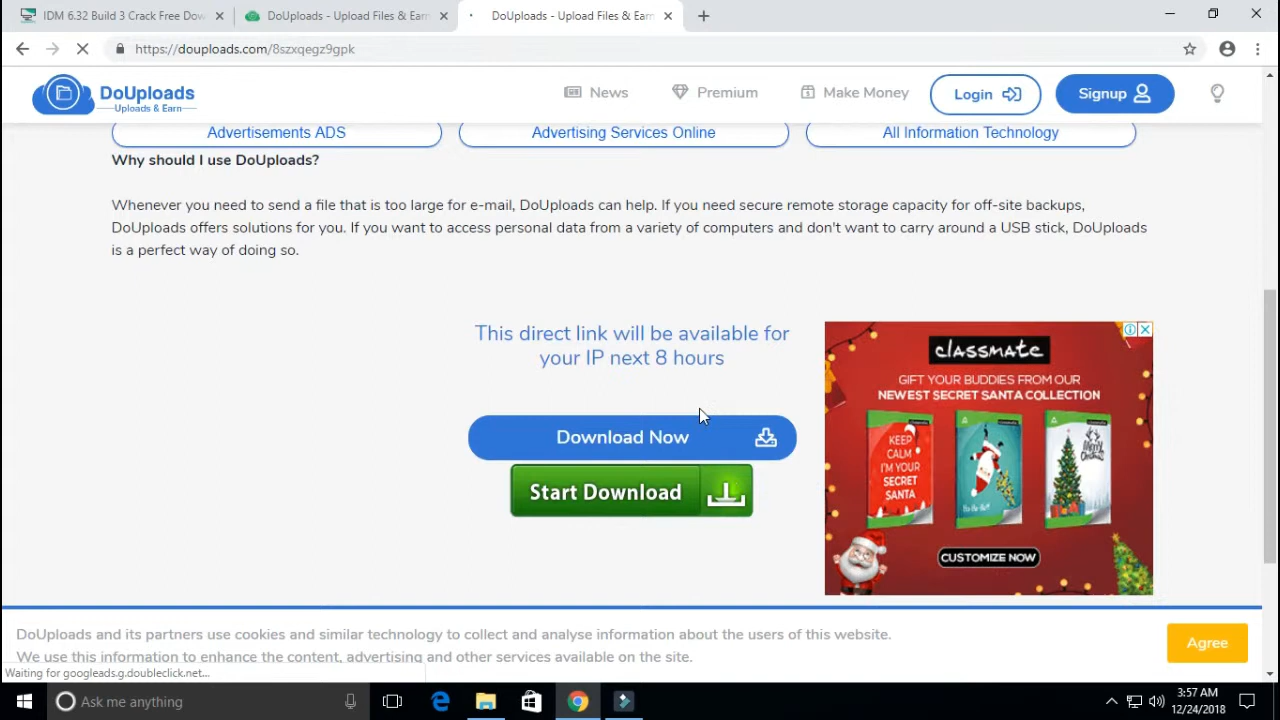 IDM 6.32 Build 3 Crack Free Dow
DoUploads - Upload Files & Earn
DoUploads - Upload Files & Earn
https://douploads.com/8szxqegz9gpk
DoUploads
Uploads & Earn
News
Premium
Make Money
Login
Signup
Advertisements ADS
Advertising Services Online
All Information Technology
Why should I use DoUploads?
Whenever you need to send a file that is too large for e-mail, DoUploads can help. If you need secure remote storage capacity for off-site backups,
DoUploads offers solutions for you. If you want to access personal data from a variety of computers and don't want to carry around a USB stick, DoUploads
is a perfect way of doing so.
This direct link will be available for
your IP next 8 hours
Download Now
Start Download
classmate
GIFT YOUR BUDDIES FROM OUR
NEWEST SECRET SANTA COLLECTION
KEEP
CALM
I'M YOUR
SECRET
SANTA
CUSTOMIZE NOW
DoUploads and its partners use cookies and similar technology to collect and analyse information about the users of this website.
We use this information to enhance the content, advertising and other services available on the site.
Agree
Waiting for googleads.g.doubleclick.net...
Ask me anything
3:57 AM
12/24/2018